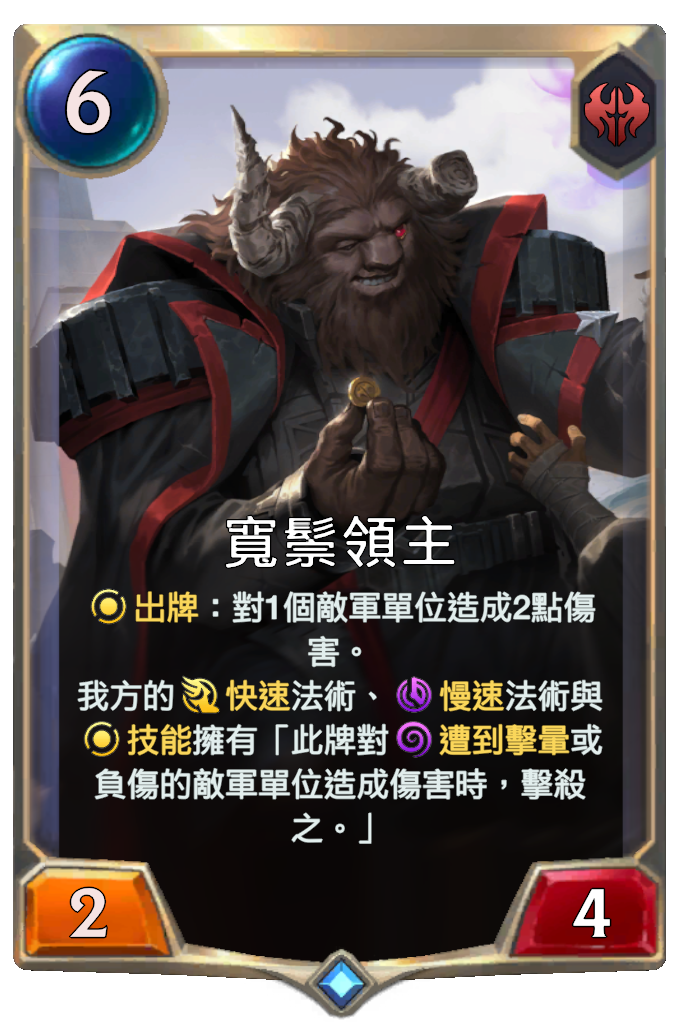 6
寬鬃領主
出牌：對1個敵軍單位造成2點傷
害。
我方的快速法術、慢速法術與
技能擁有「此牌對遭到擊暈或
負傷的敵軍單位造成傷害時，擊殺
之。」
2
4